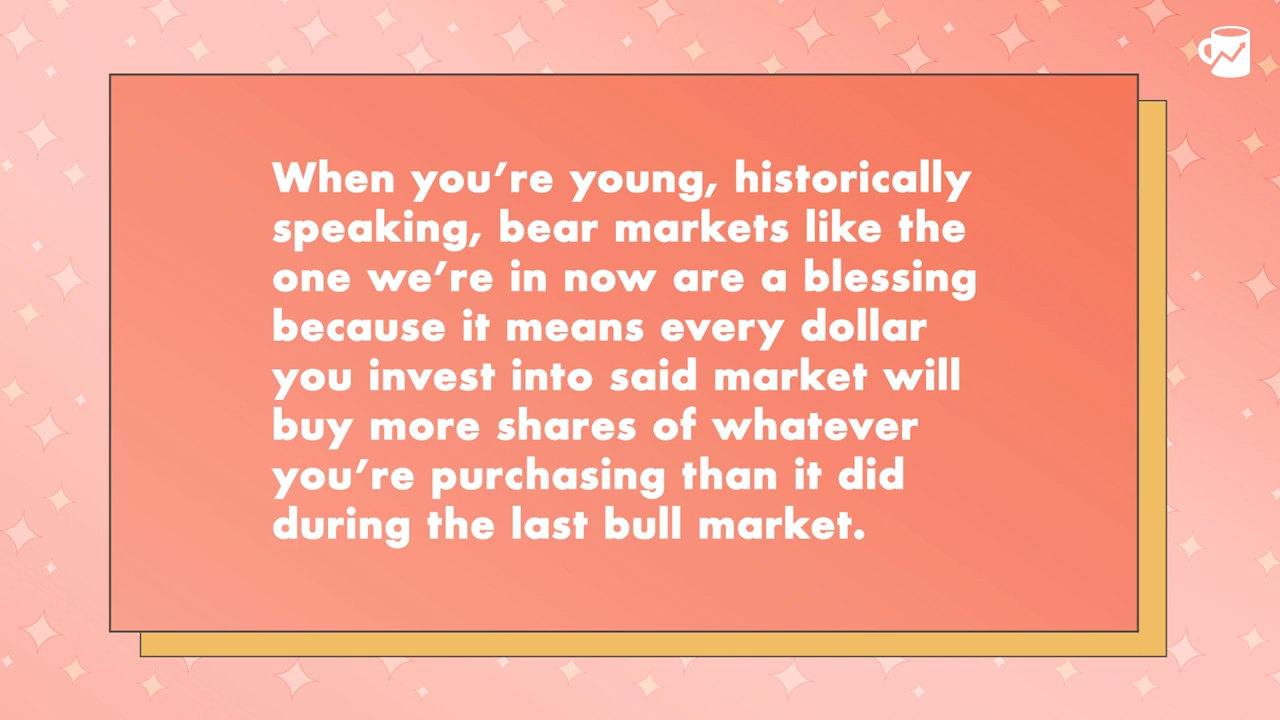 When you’re young, historically
speaking, bear markets like the
one we’re in now are a blessing
because it means every dollar
you invest into said market will
buy more shares of whatever
you’re purchasing than it did
during the last bull market.